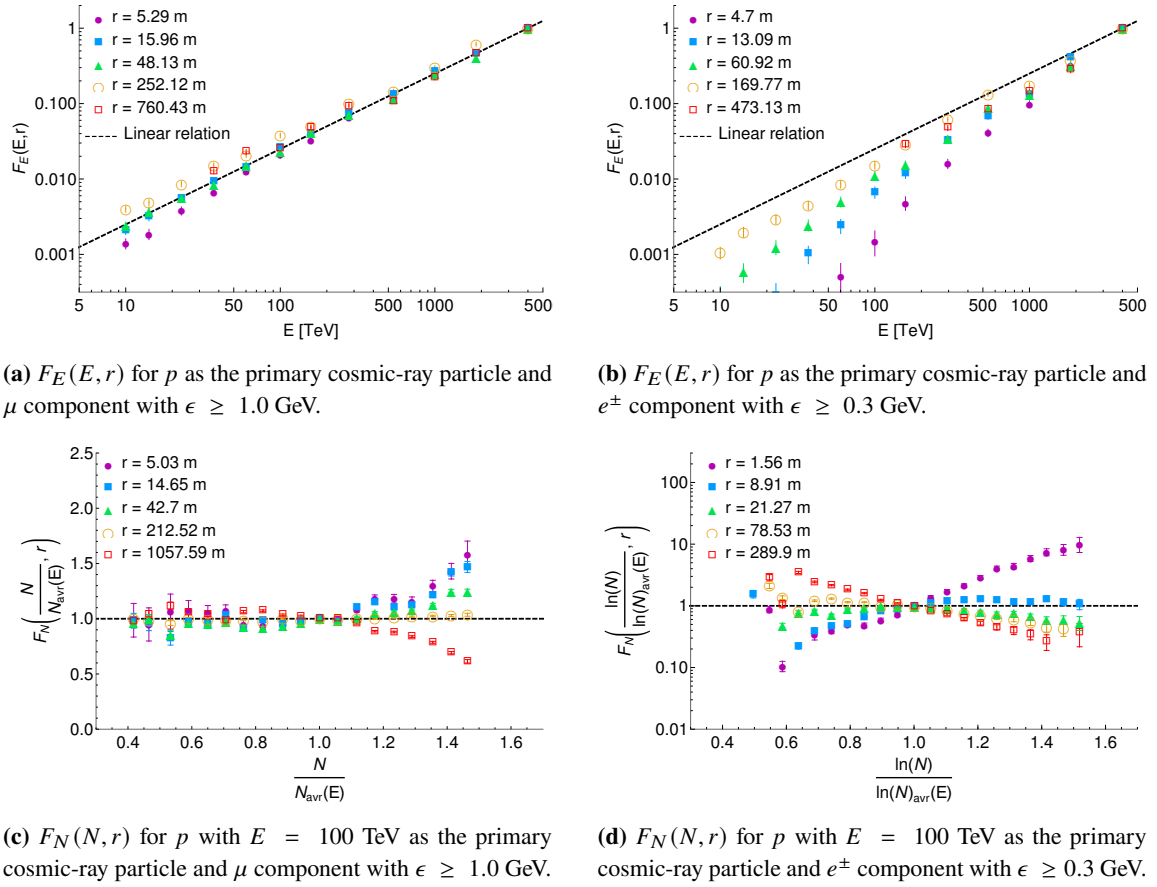 r = 5.29 m
r = 15.96 m
r = 48.13 m
r = 252.12 m
r = 760.43 m
Linear relation
1
0.100
0.010
0.001
F_E(E,r)
5 10 50 100 500 1000 500
E [TeV]
r = 4.7 m
r = 13.09 m
r = 60.92 m
r = 169.77 m
r = 473.13 m
Linear relation
1
0.100
0.010
0.001
F_E(E,r)
5 10 50 100 500 1000 500
E [TeV]
(a) F_E(E, r) for p as the primary cosmic-ray particle and
μ component with ϵ ≥ 1.0 GeV.
(b) F_E(E, r) for p as the primary cosmic-ray particle and
e± component with ϵ ≥ 0.3 GeV.
r = 5.03 m
r = 14.65 m
r = 42.7 m
r = 212.52 m
r = 1057.59 m
2.5
2.0
1.5
1.0
0.5
0.0
F_N(N/N_avr(E), r)
0.4 0.6 0.8 1.0 1.2 1.4 1.6
N
N_avr(E)
r = 1.56 m
r = 8.91 m
r = 21.27 m
r = 78.53 m
r = 289.9 m
100
10
1
0.10
0.01
F_N(ln(N)/ln(N)_avr(E), r)
0.4 0.6 0.8 1.0 1.2 1.4 1.6
ln(N)
ln(N)_avr(E)
(c) F_N(N, r) for p with E = 100 TeV as the primary
cosmic-ray particle and μ component with ϵ ≥ 1.0 GeV.
(d) F_N(N, r) for p with E = 100 TeV as the primary
cosmic-ray particle and e± component with ϵ ≥ 0.3 GeV.